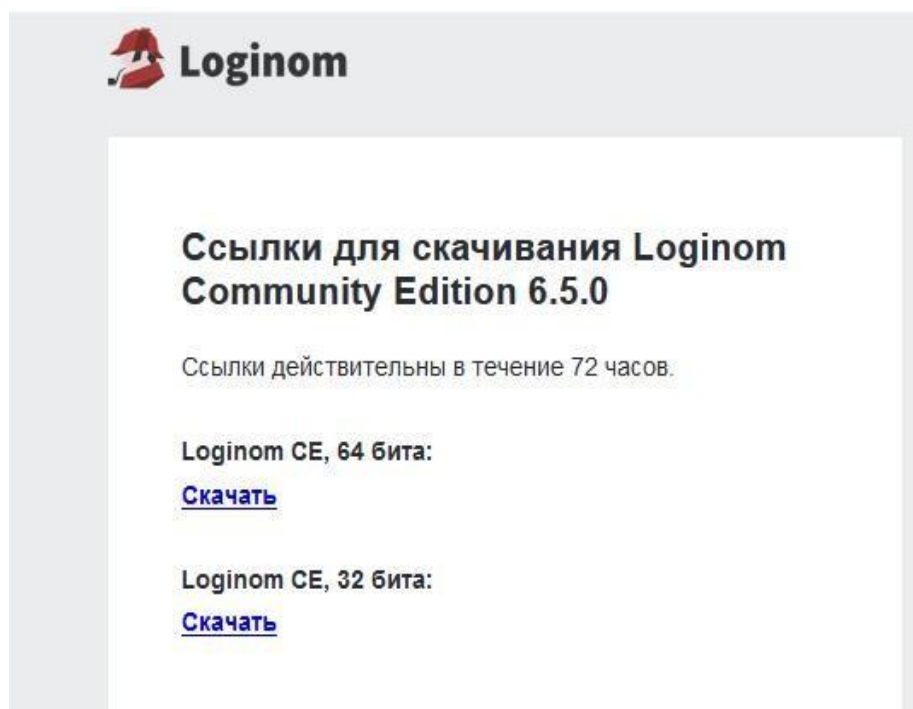 Loginom
Ссылки для скачивания Loginom
Community Edition 6.5.0
Ссылки действительны в течение 72 часов.
Loginom CE, 64 бита:
Скачать
Loginom CE, 32 бита:
Скачать